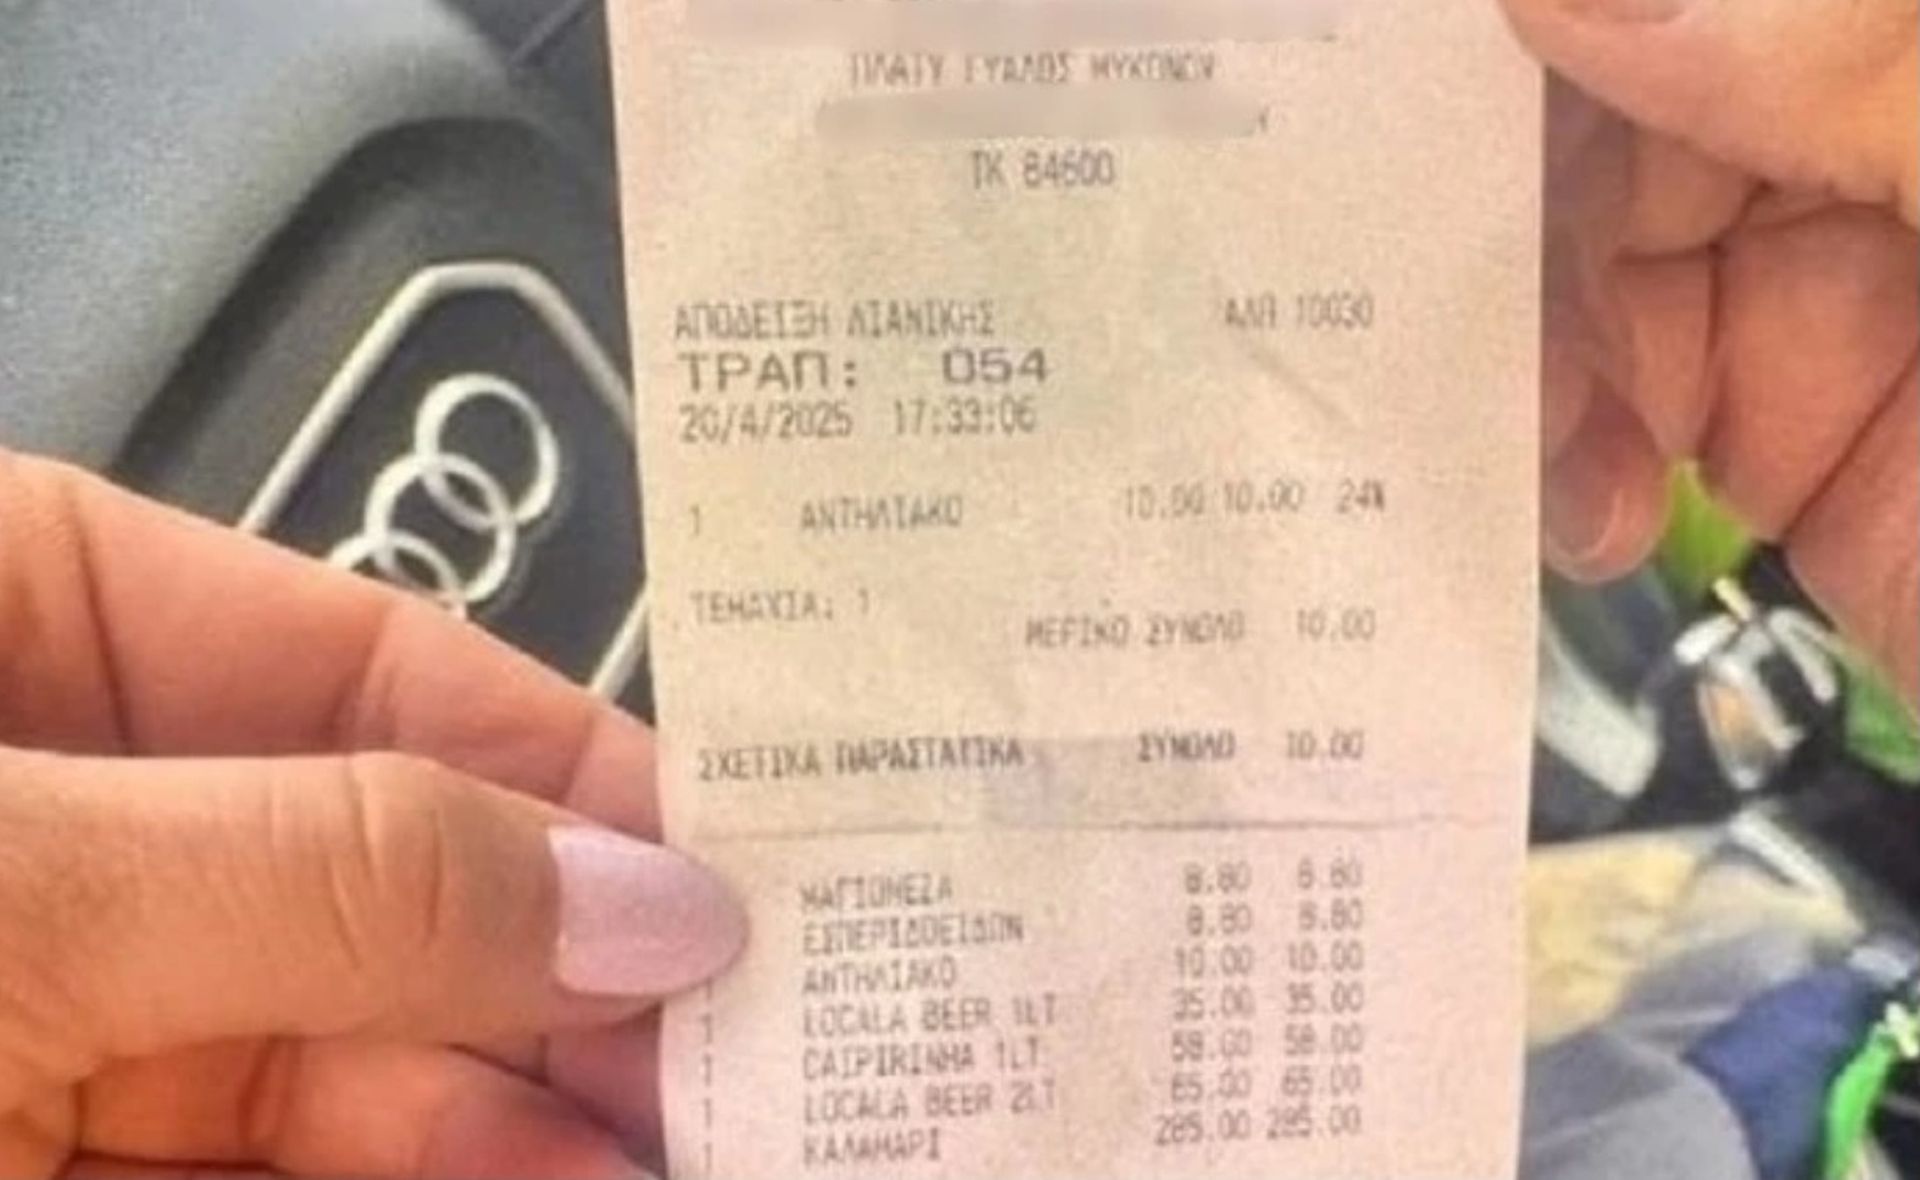 ΠΛΑΤΥ ΓΥΑΛΟΣ ΜΥΚΟΝΟΥ
ΤΚ 84600
ΑΠΟΔΕΙΞΗ ΛΙΑΝΙΚΗΣ ΑΛΠ 10030
ΤΡΑΠ: 054
20/4/2025 17:33:06
1 ΑΝΤΗΛΙΑΚΟ 10.00 10.00 24%
ΤΕΜΑΧΙΑ: 1
ΜΕΡΙΚΟ ΣΥΝΟΛΟ 10.00
ΣΧΕΤΙΚΑ ΠΑΡΑΣΤΑΤΙΚΑ ΣΥΝΟΛΟ 10.00
ΜΑΓΙΟΝΕΖΑ 8.80 8.80
ΕΣΠΕΡΙΔΟΕΙΔΩΝ 8.80 8.80
ΑΝΤΗΛΙΑΚΟ 10.00 10.00
1 LOCALA BEER 1LT 35.00 35.00
1 CAIPIRINHA 1LT 58.00 58.00
1 LOCALA BEER 2LT 65.00 65.00
1 ΚΑΛΑΜΑΡΙ 285.00 285.00